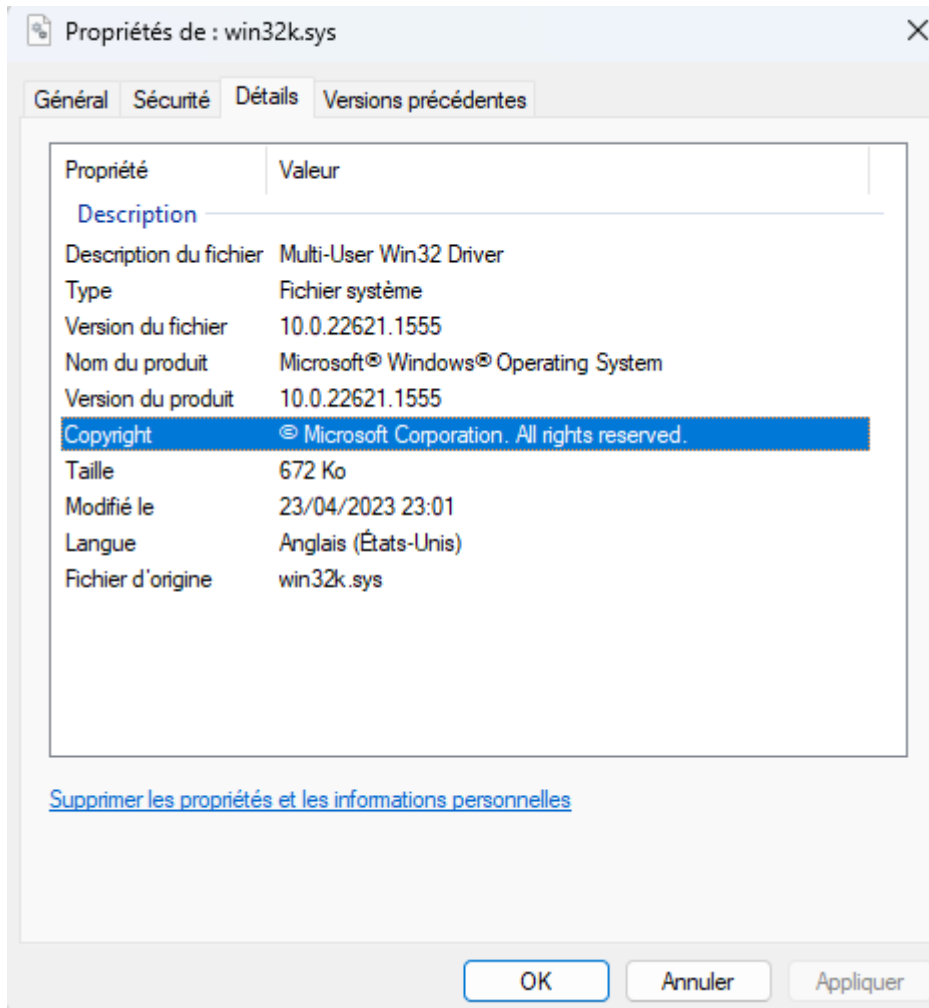 Propriétés de : win32k.sys
Général Sécurité Détails Versions précédentes
Propriété Valeur
Description
Description du fichier Multi-User Win32 Driver
Type Fichier système
Version du fichier 10.0.22621.1555
Nom du produit Microsoft® Windows® Operating System
Version du produit 10.0.22621.1555
Copyright © Microsoft Corporation. All rights reserved.
Taille 672 Ko
Modifié le 23/04/2023 23:01
Langue Anglais (États-Unis)
Fichier d'origine win32k.sys
Supprimer les propriétés et les informations personnelles
OK Annuler Appliquer